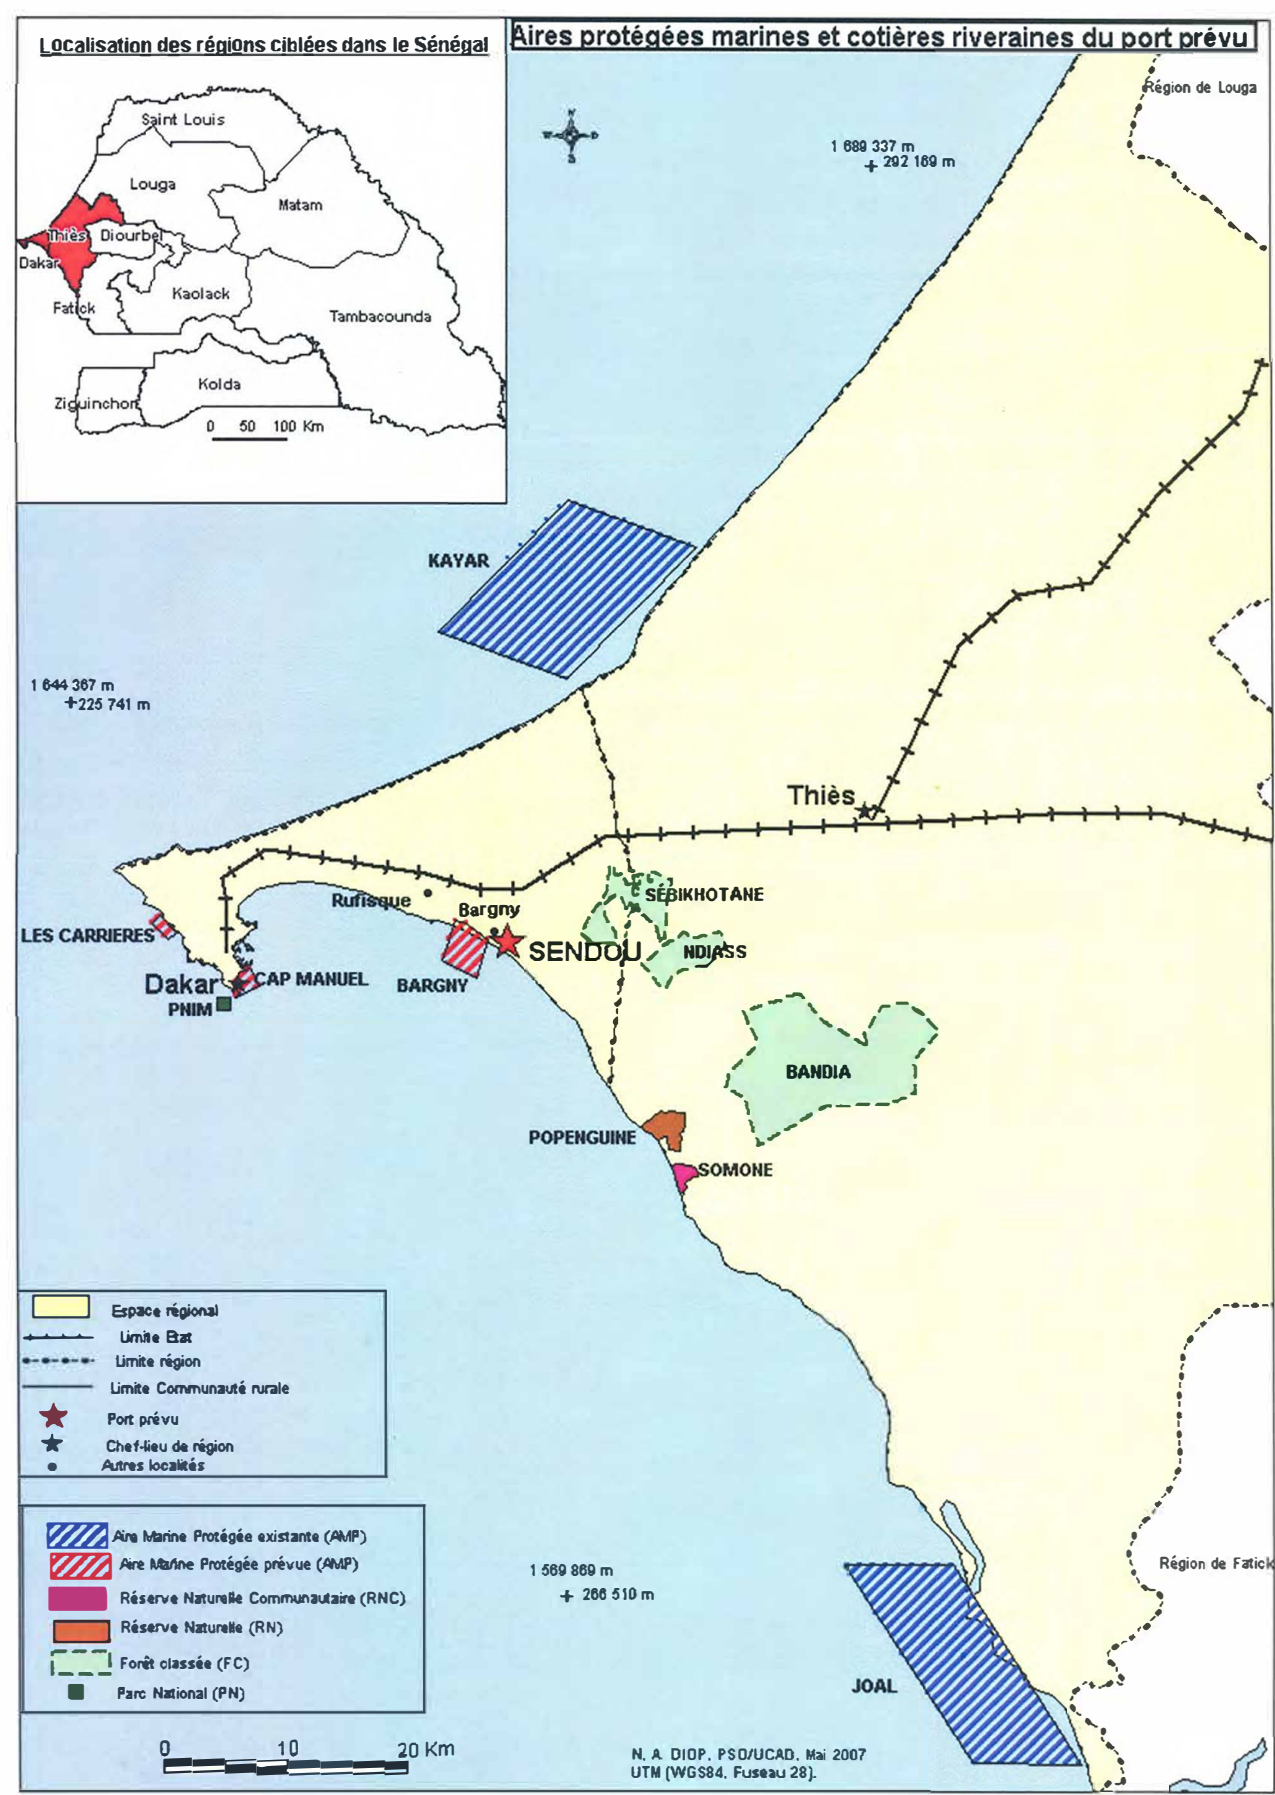 Localisation des régions ciblées dans le Sénégal
Aires protégées marines et cotières riveraines du port prévu
Saint Louis
Louga
Matam
Thiès
Diourbel
Dakar
Kaolack
Fatick
Tambacounda
Kolda
Ziguinchor
0 50 100 Km
N
W D
S
Région de Louga
1 689 337 m
292 169 m
KAYAR
1 644 367 m
225 741 m
Thiès
SÉBIKHOTANE
Rufisque
Bargny
LES CARRIERES
SENDOU
NDIASS
Dakar
CAP MANUEL
BARGNY
PNIM
BANDIA
POPENGUINE
SOMONE
Espace régional
Limite Etat
Limite région
Limite Communauté rurale
Port prévu
Chef-lieu de région
Autres localités
Aire Marine Protégée existante (AMP)
Aire Marine Protégée prévue (AMP)
Réserve Naturelle Communautaire (RNC)
Réserve Naturelle (RN)
Forêt classée (FC)
Parc National (PN)
1 569 869 m
266 510 m
Région de Fatick
JOAL
0 10 20 Km
N. A. DIOP, PSO/UCAD, Mai 2007
UTM (WGS84, Fuseau 28).